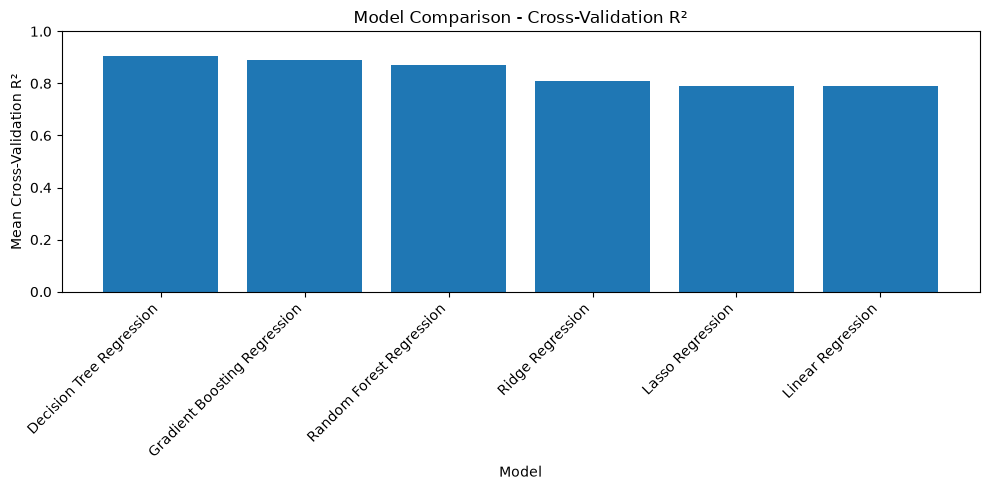 Model Comparison - Cross-Validation R²
Mean Cross-Validation R²
1.0
0.8
0.6
0.4
0.2
0.0
Decision Tree Regression
Gradient Boosting Regression
Random Forest Regression
Ridge Regression
Lasso Regression
Linear Regression
Model